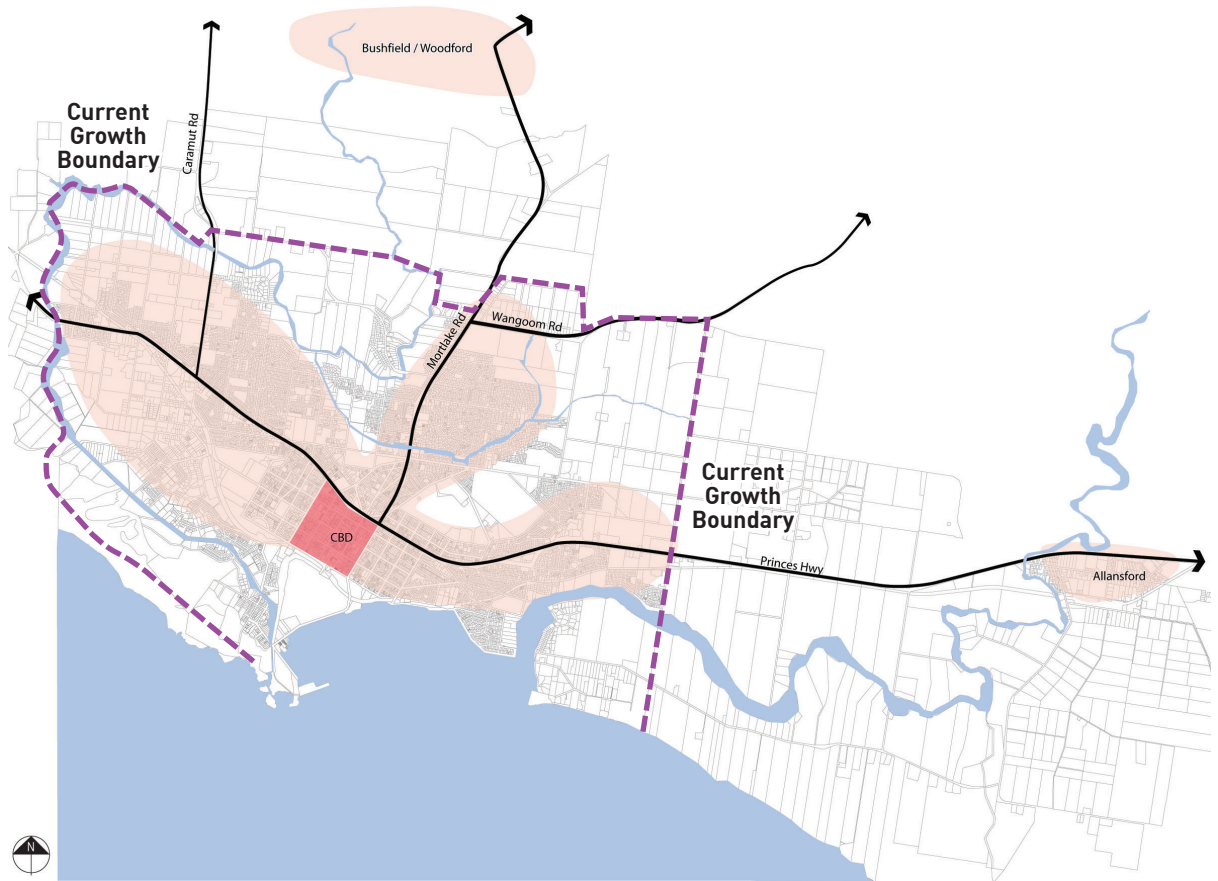 Bushfield / Woodford
Current
Growth
Boundary
Caramut Rd
Mortlake Rd
Wangoom Rd
Current
Growth
Boundary
CBD
Princes Hwy
Allansford
N